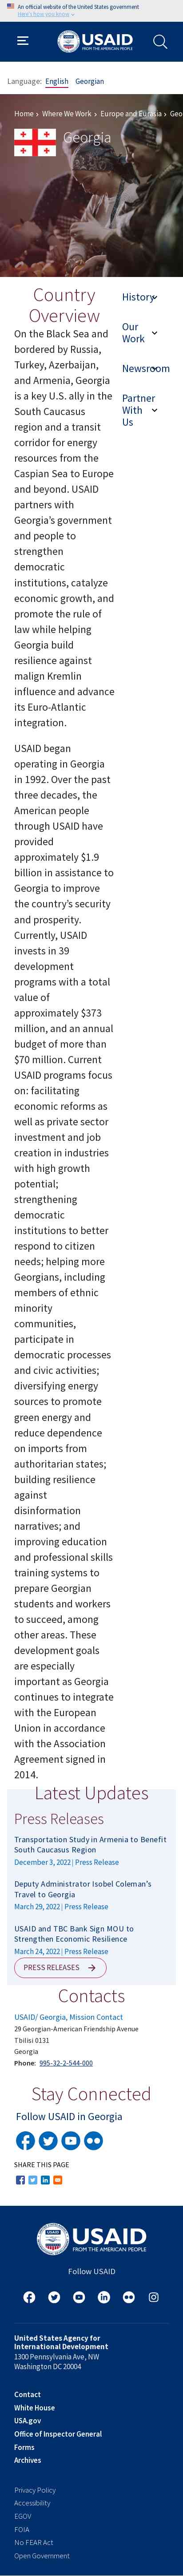 An official website of the United States government
Here's how you know
USAID
FROM THE AMERICAN PEOPLE
Language: English Georgian
Home › Where We Work › Europe and Eurasia › Geo
Georgia
Country
Overview
On the Black Sea and
bordered by Russia,
Turkey, Azerbaijan,
and Armenia, Georgia
is a key U.S. ally in the
South Caucasus
region and a transit
corridor for energy
resources from the
Caspian Sea to Europe
and beyond. USAID
partners with
Georgia's government
and people to
strengthen
democratic
institutions, catalyze
economic growth, and
promote the rule of
law while helping
Georgia build
resilience against
malign Kremlin
influence and advance
its Euro-Atlantic
integration.
USAID began
operating in Georgia
in 1992. Over the past
three decades, the
American people
through USAID have
provided
approximately $1.9
billion in assistance to
Georgia to improve
the country's security
and prosperity.
Currently, USAID
invests in 39
development
programs with a total
value of
approximately $373
million, and an annual
budget of more than
$70 million. Current
USAID programs focus
on: facilitating
economic reforms as
well as private sector
investment and job
creation in industries
with high growth
potential;
strengthening
democratic
institutions to better
respond to citizen
needs; helping more
Georgians, including
members of ethnic
minority
communities,
participate in
democratic processes
and civic activities;
diversifying energy
sources to promote
green energy and
reduce dependence
on imports from
authoritarian states;
building resilience
against
disinformation
narratives; and
improving education
and professional skills
training systems to
prepare Georgian
students and workers
to succeed, among
other areas. These
development goals
are especially
important as Georgia
continues to integrate
with the European
Union in accordance
with the Association
Agreement signed in
2014.
History
Our
Work
Newsroom
Partner
With
Us
Latest Updates
Press Releases
Transportation Study in Armenia to Benefit
South Caucasus Region
December 3, 2022 | Press Release
Deputy Administrator Isobel Coleman's
Travel to Georgia
March 29, 2022 | Press Release
USAID and TBC Bank Sign MOU to
Strengthen Economic Resilience
March 24, 2022 | Press Release
PRESS RELEASES
Contacts
USAID/ Georgia, Mission Contact
29 Georgian-American Friendship Avenue
Tbilisi 0131
Georgia
Phone: 995-32-2-544-000
Stay Connected
Follow USAID in Georgia
SHARE THIS PAGE
USAID
FROM THE AMERICAN PEOPLE
Follow USAID
United States Agency for
International Development
1300 Pennsylvania Ave, NW
Washington DC 20004
Contact
White House
USA.gov
Office of Inspector General
Forms
Archives
Privacy Policy
Accessibility
EGOV
FOIA
No FEAR Act
Open Government